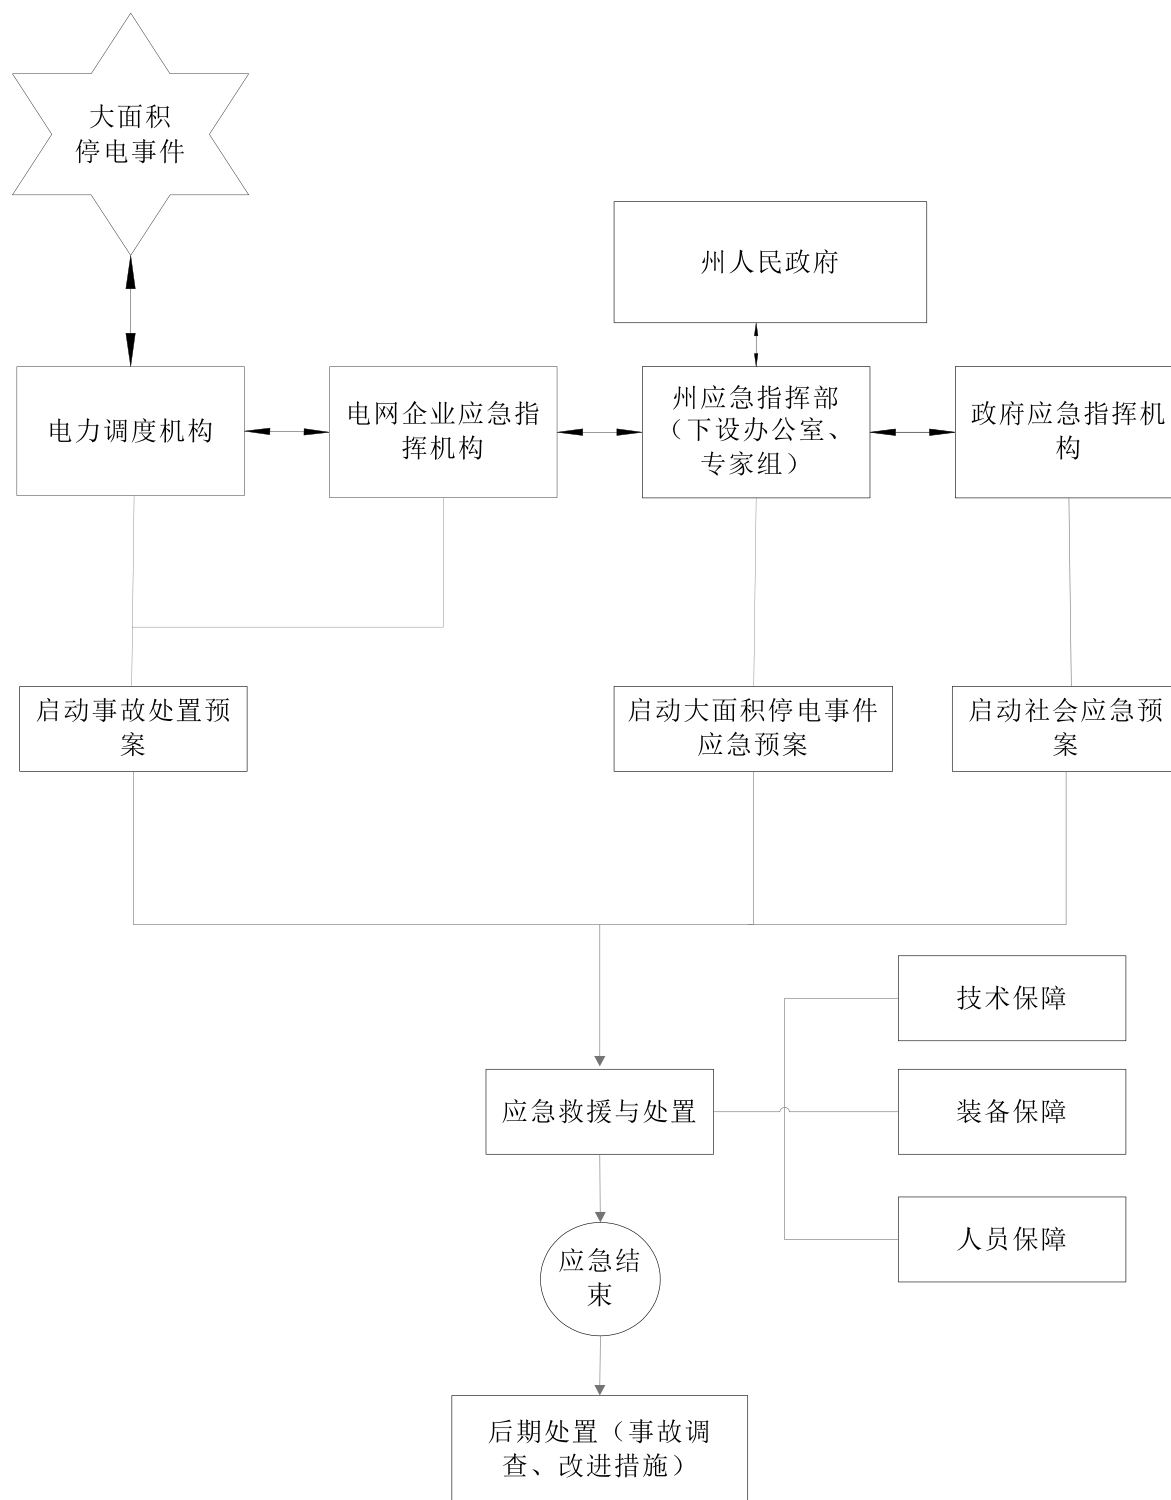 大面积
停电事件
州人民政府
电力调度机构
电网企业应急指
挥机构
州应急指挥部
（下设办公室、
专家组）
政府应急指挥机
构
启动事故处置预
案
启动大面积停电事件
应急预案
启动社会应急预
案
技术保障
应急救援与处置
装备保障
人员保障
应急结
束
后期处置（事故调
查、改进措施）